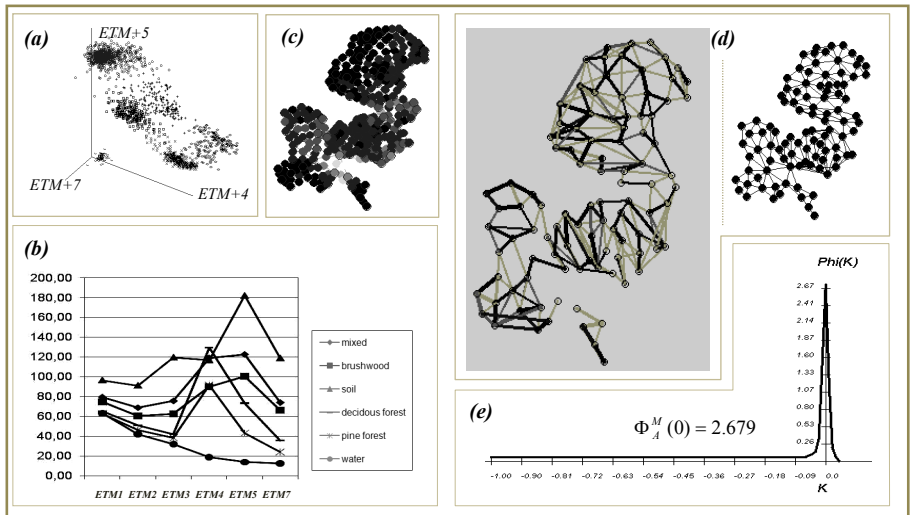 (a)
ETM+5
ETM+7
ETM+4
(c)
(d)
(b)
200,00
180,00
160,00
140,00
120,00
100,00
80,00
60,00
40,00
20,00
0,00
ETM1 ETM2 ETM3 ETM4 ETM5 ETM7
mixed
brushwood
soil
decidous forest
pine forest
water
Phi(K)
2.67
2.41
2.14
1.87
1.60
1.33
1.07
0.80
0.53
0.26
(e)
Φ_A^M(0) = 2.679
-1.00 -0.90 -0.81 -0.72 -0.63 -0.54 -0.45 -0.36 -0.27 -0.18 -0.09 0.0
K